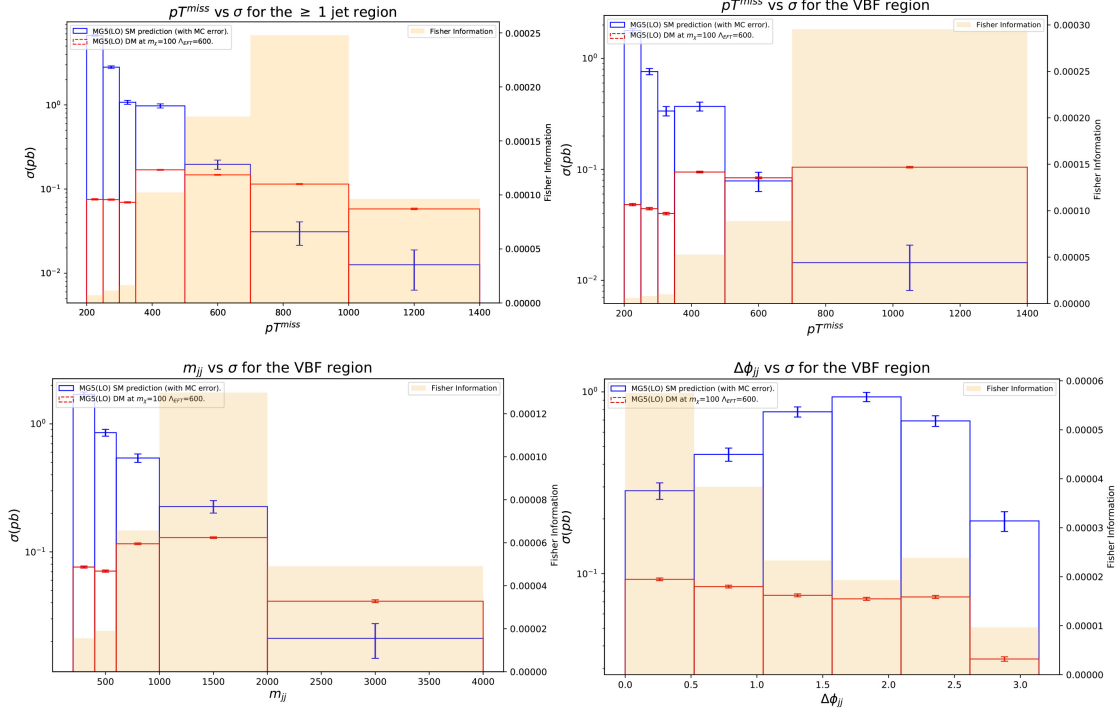 pT^miss vs σ for the ≥ 1 jet region
MG5(LO) SM prediction (with MC error).
MG5(LO) DM at m_χ=100 Λ_EFT=600.
Fisher Information
10^0
10^-1
10^-2
σ(pb)
0.00025
0.00020
0.00015
0.00010
0.00005
0.00000
Fisher Information
200 400 600 800 1000 1200 1400
pT^miss
pT^miss vs σ for the VBF region
MG5(LO) SM prediction (with MC error).
MG5(LO) DM at m_χ=100 Λ_EFT=600.
Fisher Information
10^0
10^-1
10^-2
σ(pb)
0.00030
0.00025
0.00020
0.00015
0.00010
0.00005
0.00000
Fisher Information
200 400 600 800 1000 1200 1400
pT^miss
m_jj vs σ for the VBF region
MG5(LO) SM prediction (with MC error).
MG5(LO) DM at m_χ=100 Λ_EFT=600.
Fisher Information
10^0
10^-1
σ(pb)
0.00012
0.00010
0.00008
0.00006
0.00004
0.00002
0.00000
Fisher Information
500 1000 1500 2000 2500 3000 3500 4000
m_jj
Δϕ_jj vs σ for the VBF region
MG5(LO) SM prediction (with MC error).
MG5(LO) DM at m_χ=100 Λ_EFT=600.
Fisher Information
10^0
10^-1
σ(pb)
0.00006
0.00005
0.00004
0.00003
0.00002
0.00001
0.00000
Fisher Information
0.0 0.5 1.0 1.5 2.0 2.5 3.0
Δϕ_jj